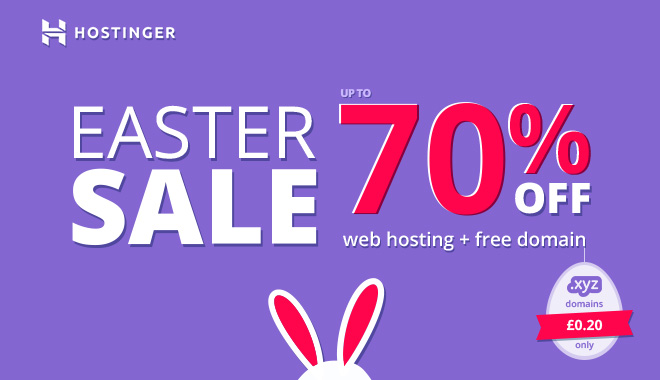 HOSTINGER
EASTER
SALE
UP TO
70%
OFF
web hosting + free domain
.xyz
domains
£0.20
only